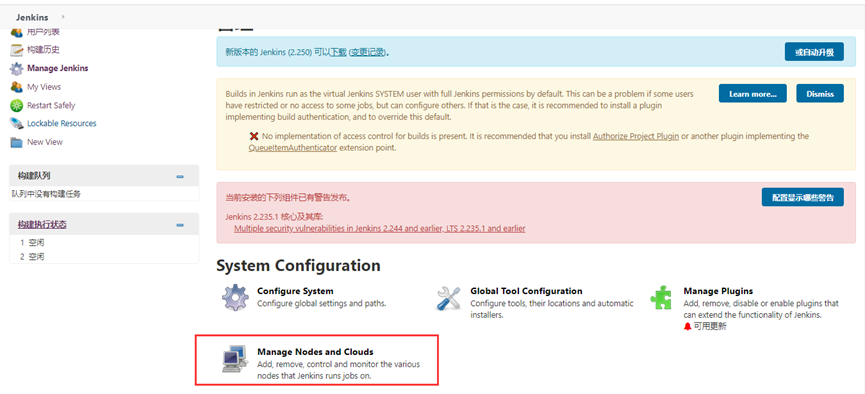 Jenkins
用户列表
构建历史
Manage Jenkins
My Views
Restart Safely
Lockable Resources
New View
构建队列
队列中没有构建任务
构建执行状态
1 空闲
2 空闲
新版本的 Jenkins (2.250) 可以下载 (变更记录)。
或自动升级
Builds in Jenkins run as the virtual Jenkins SYSTEM user with full Jenkins permissions by default. This can be a problem if some users
have restricted or no access to some jobs, but can configure others. If that is the case, it is recommended to install a plugin
implementing build authentication, and to override this default.
Learn more...
Dismiss
No implementation of access control for builds is present. It is recommended that you install Authorize Project Plugin or another plugin implementing the
QueueItemAuthenticator extension point.
当前安装的下列组件已有警告发布。
配置显示哪些警告
Jenkins 2.235.1 核心及其库:
Multiple security vulnerabilities in Jenkins 2.244 and earlier, LTS 2.235.1 and earlier
System Configuration
Configure System
Configure global settings and paths.
Global Tool Configuration
Configure tools, their locations and automatic
installers.
Manage Plugins
Add, remove, disable or enable plugins that
can extend the functionality of Jenkins.
可用更新
Manage Nodes and Clouds
Add, remove, control and monitor the various
nodes that Jenkins runs jobs on.